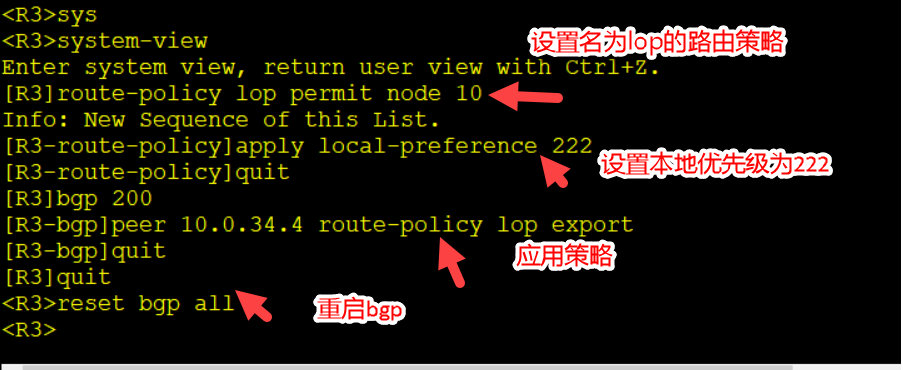 <R3>sys
<R3>system-view
设置名为lop的路由策略
Enter system view, return user view with Ctrl+Z.
[R3]route-policy lop permit node 10
Info: New Sequence of this List.
[R3-route-policy]apply local-preference 222
设置本地优先级为222
[R3-route-policy]quit
[R3]bgp 200
[R3-bgp]peer 10.0.34.4 route-policy lop export
[R3-bgp]quit
应用策略
[R3]quit
<R3>reset bgp all
重启bgp
<R3>